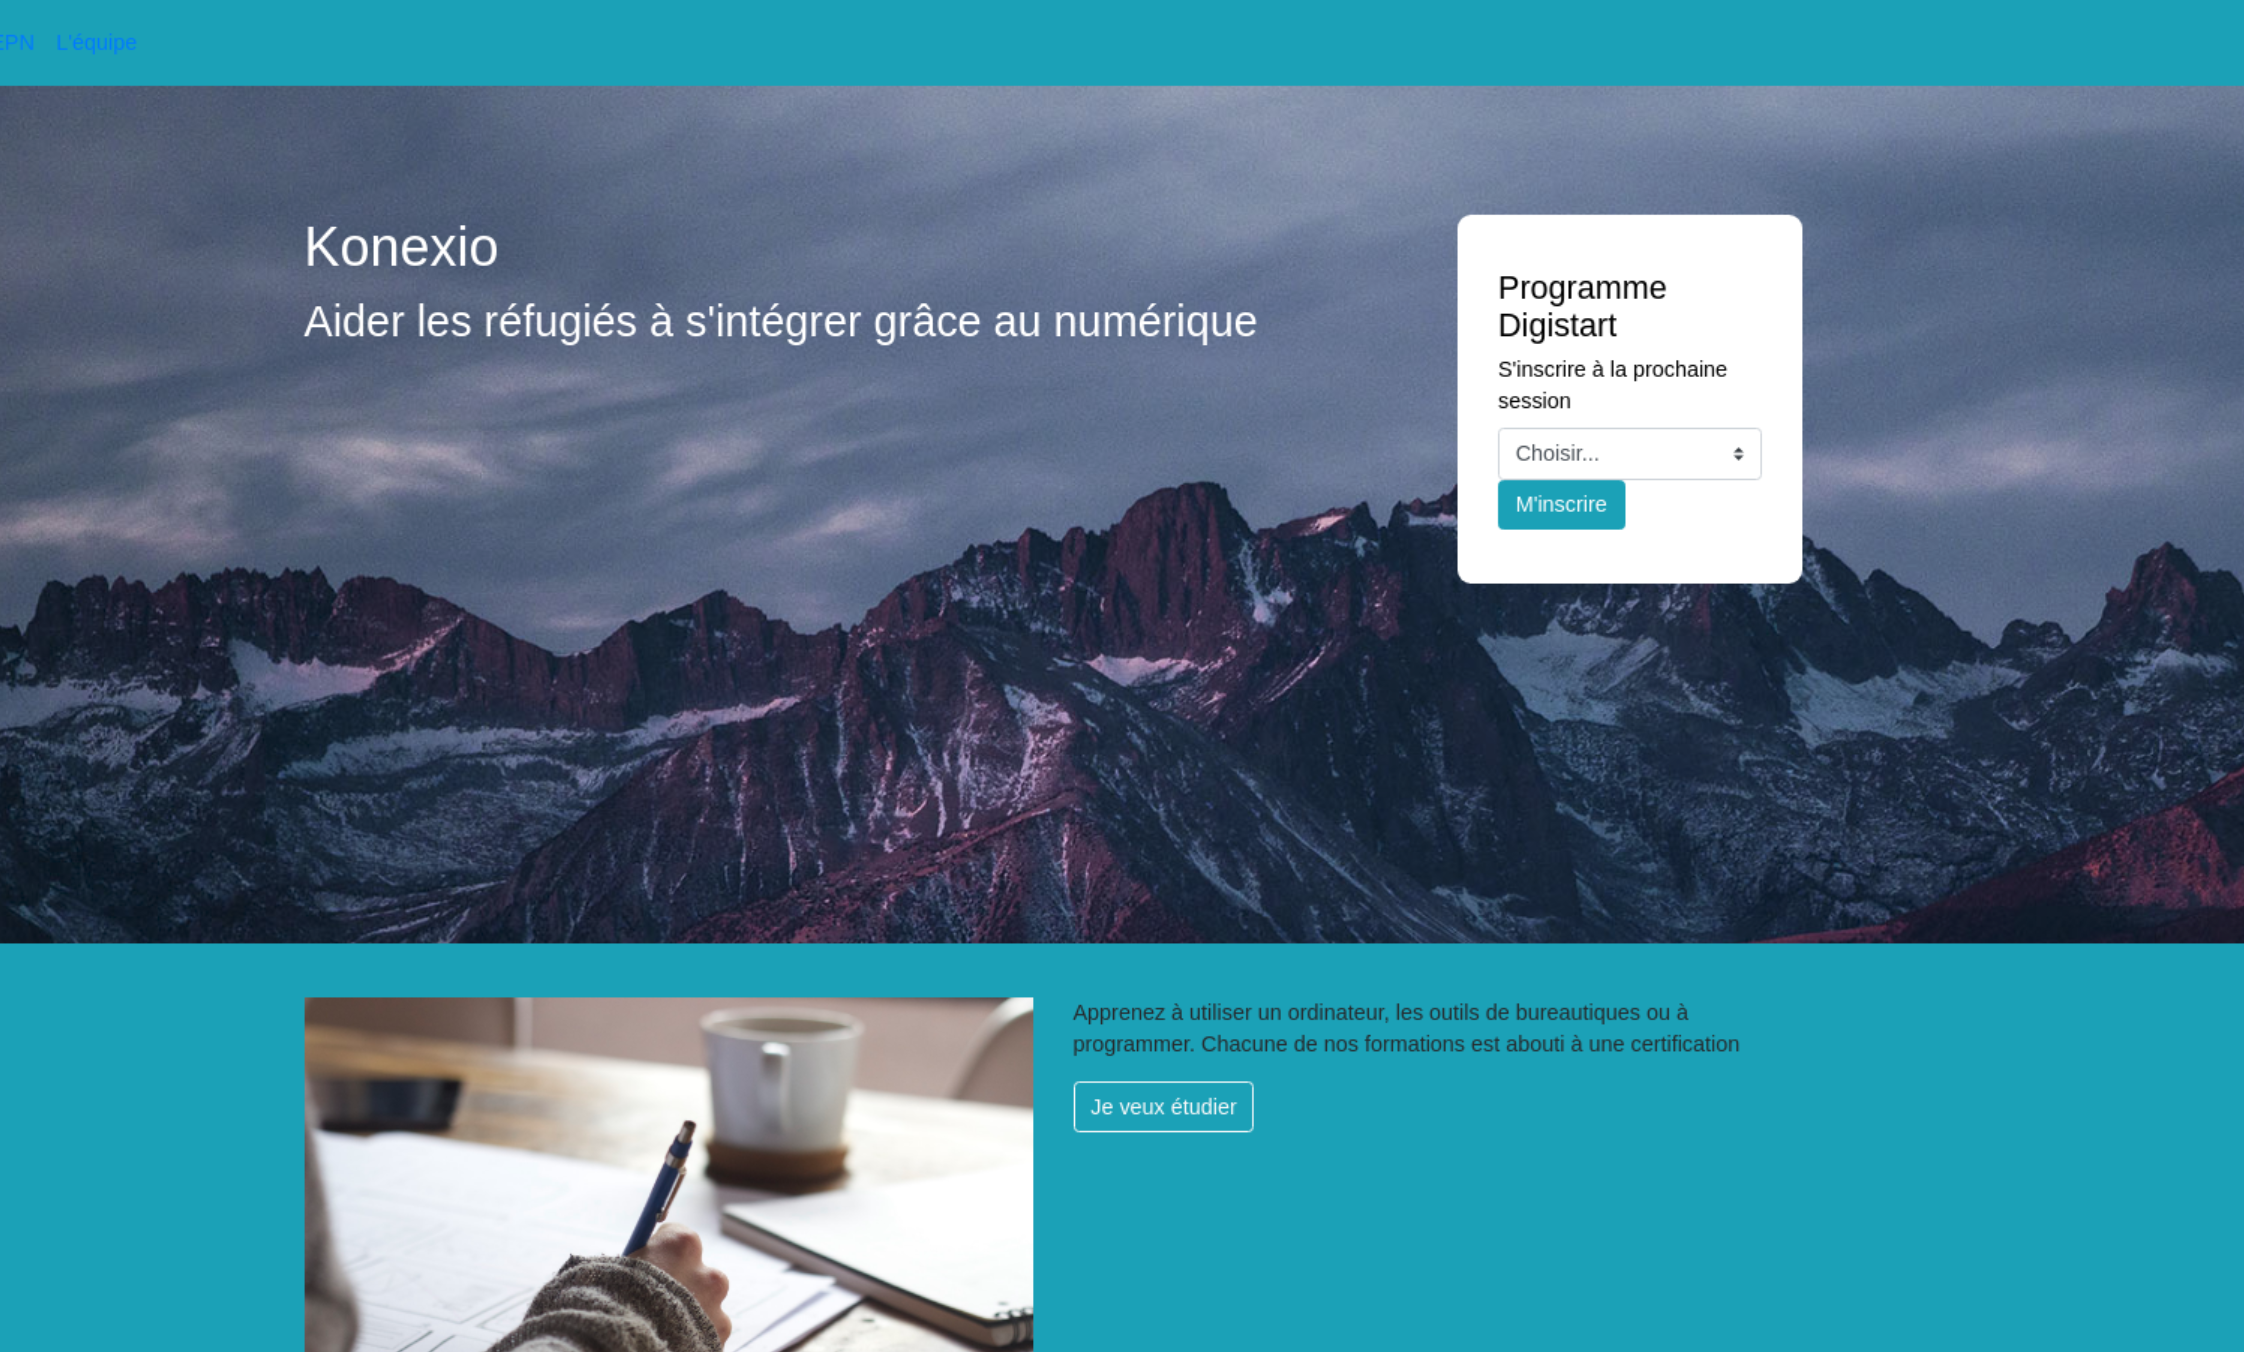 EPN L'équipe
Konexio
Aider les réfugiés à s'intégrer grâce au numérique
Programme
Digistart
S'inscrire à la prochaine
session
Choisir...
M'inscrire
Apprenez à utiliser un ordinateur, les outils de bureautiques ou à
programmer. Chacune de nos formations est abouti à une certification
Je veux étudier